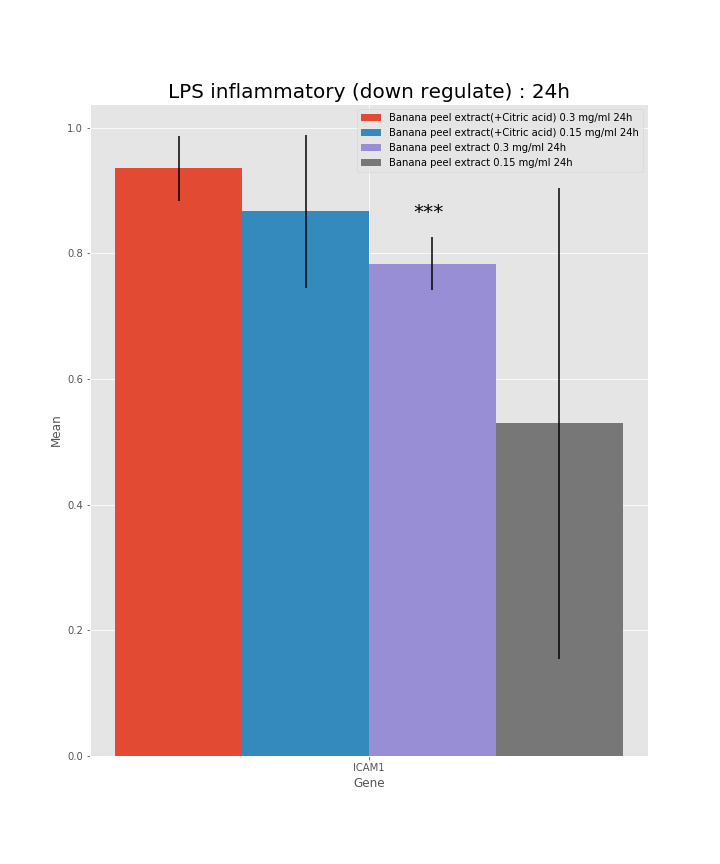 LPS inflammatory (down regulate) : 24h
Banana peel extract(+Citric acid) 0.3 mg/ml 24h
Banana peel extract(+Citric acid) 0.15 mg/ml 24h
Banana peel extract 0.3 mg/ml 24h
Banana peel extract 0.15 mg/ml 24h
1.0
***
0.8
0.6
Mean
0.4
0.2
0.0
ICAM1
Gene